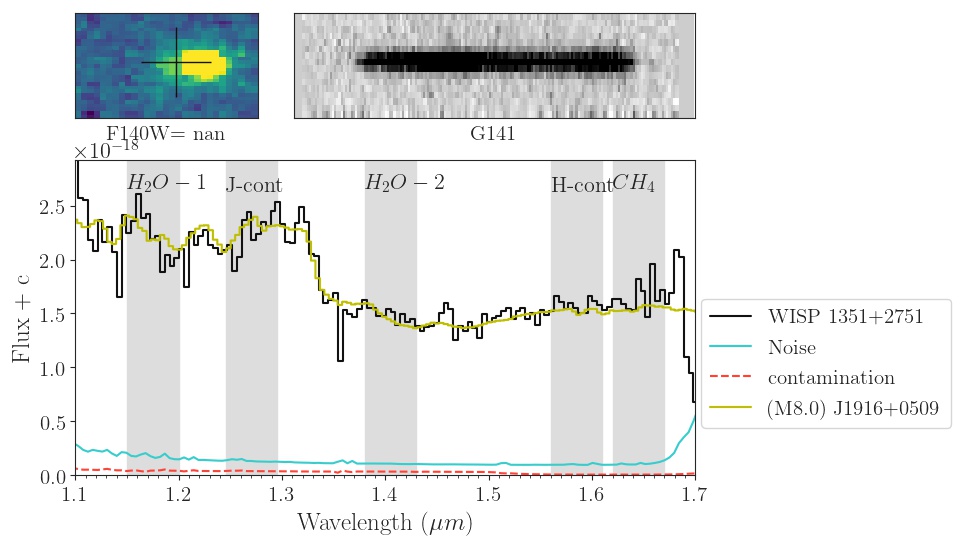 F140W= nan
G141
×10⁻¹⁸
H₂O − 1
J-cont
H₂O − 2
H-cont
CH₄
2.5
2.0
1.5
1.0
0.5
0.0
Flux + c
1.1
1.2
1.3
1.4
1.5
1.6
1.7
Wavelength (μm)
WISP 1351+2751
Noise
contamination
(M8.0) J1916+0509